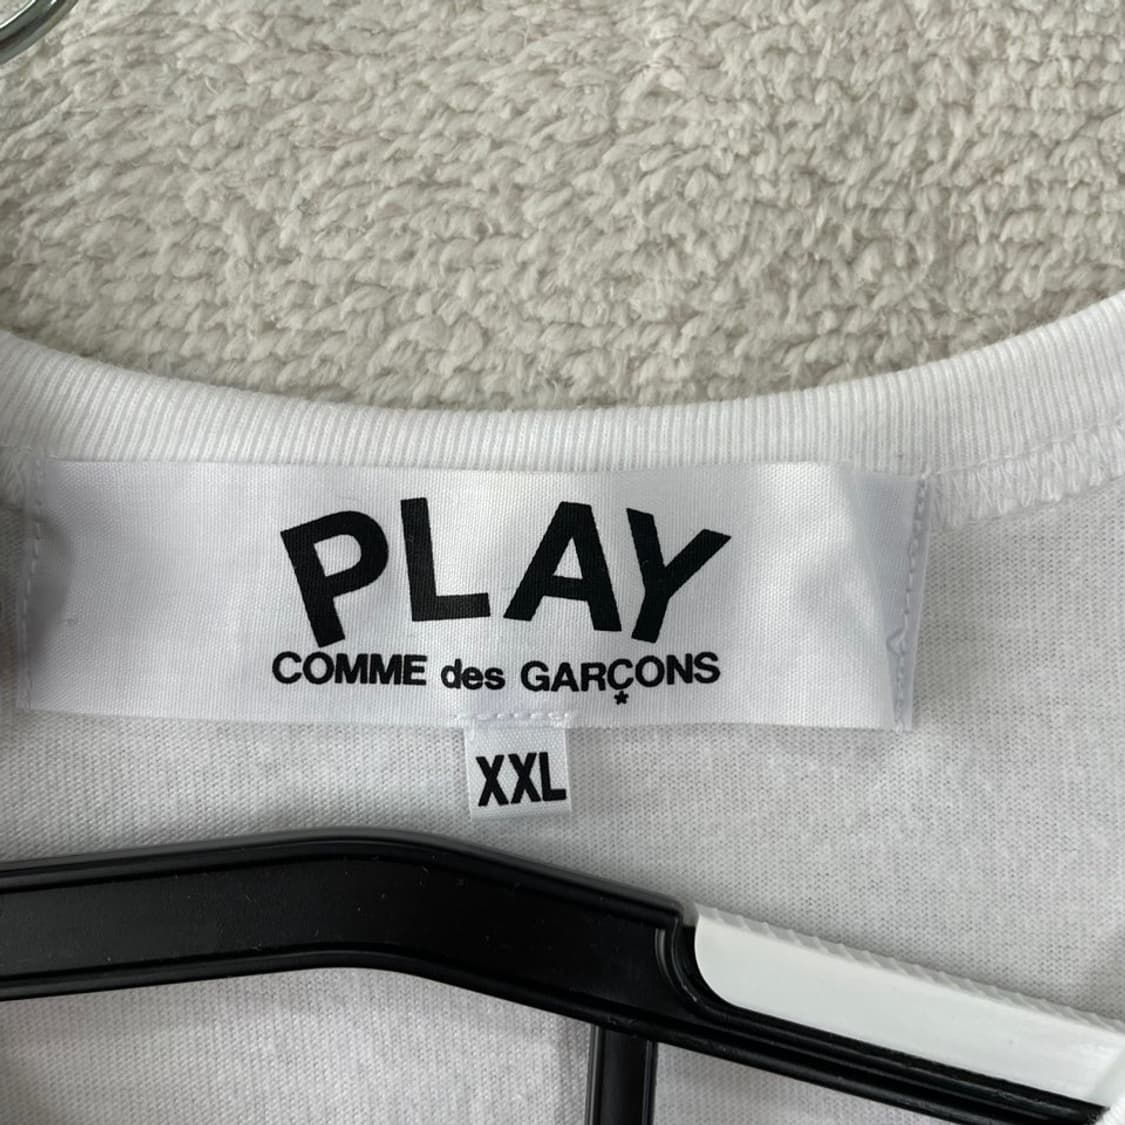 PLAY
COMME des GARÇONS
*
XXL